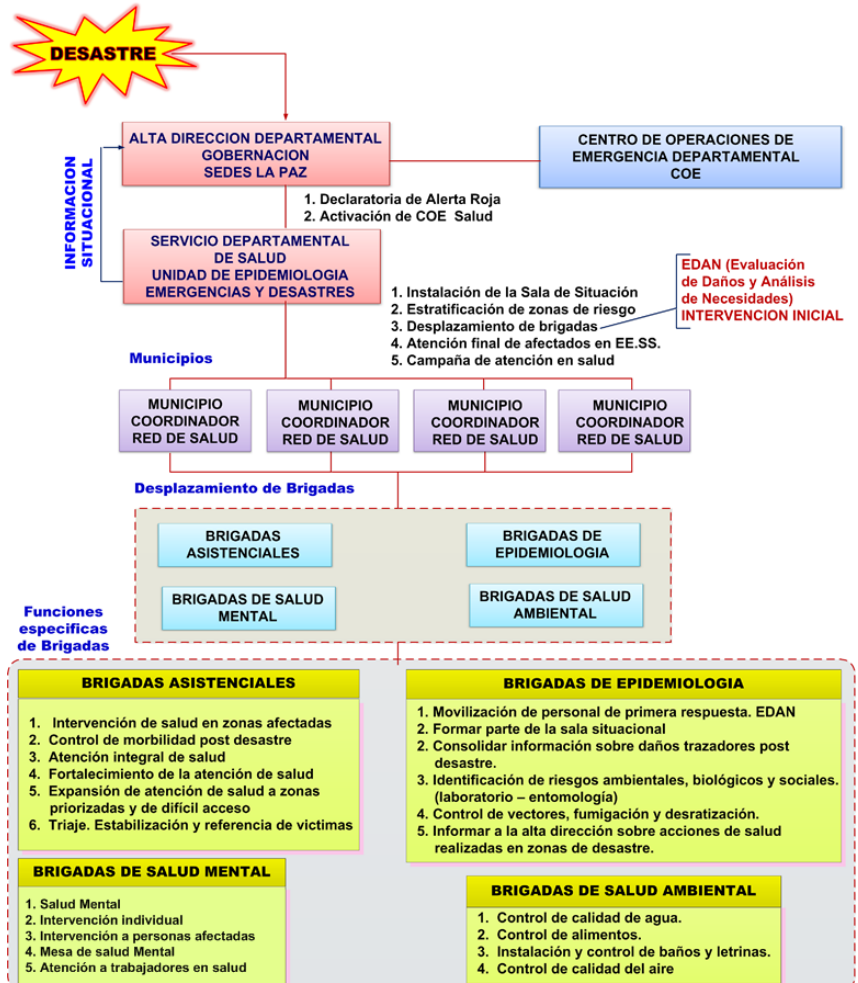 DESASTRE
ALTA DIRECCION DEPARTAMENTAL
GOBERNACION
SEDES LA PAZ
CENTRO DE OPERACIONES DE
EMERGENCIA DEPARTAMENTAL
COE
INFORMACION
SITUACIONAL
1. Declaratoria de Alerta Roja
2. Activación de COE Salud
SERVICIO DEPARTAMENTAL
DE SALUD
UNIDAD DE EPIDEMIOLOGIA
EMERGENCIAS Y DESASTRES
1. Instalación de la Sala de Situación
2. Estratificación de zonas de riesgo
3. Desplazamiento de brigadas
4. Atención final de afectados en EE.SS.
5. Campaña de atención en salud
EDAN (Evaluación
de Daños y Análisis
de Necesidades)
INTERVENCION INICIAL
Municipios
MUNICIPIO
COORDINADOR
RED DE SALUD
MUNICIPIO
COORDINADOR
RED DE SALUD
MUNICIPIO
COORDINADOR
RED DE SALUD
MUNICIPIO
COORDINADOR
RED DE SALUD
Desplazamiento de Brigadas
BRIGADAS
ASISTENCIALES
BRIGADAS DE
EPIDEMIOLOGIA
BRIGADAS DE SALUD
MENTAL
BRIGADAS DE SALUD
AMBIENTAL
Funciones
especificas
de Brigadas
BRIGADAS ASISTENCIALES
1. Intervención de salud en zonas afectadas
2. Control de morbilidad post desastre
3. Atención integral de salud
4. Fortalecimiento de la atención de salud
5. Expansión de atención de salud a zonas
priorizadas y de difícil acceso
6. Triaje. Estabilización y referencia de victimas
BRIGADAS DE EPIDEMIOLOGIA
1. Movilización de personal de primera respuesta. EDAN
2. Formar parte de la sala situacional
2. Consolidar información sobre daños trazadores post
desastre.
3. Identificación de riesgos ambientales, biológicos y sociales.
(laboratorio – entomología)
4. Control de vectores, fumigación y desratización.
5. Informar a la alta dirección sobre acciones de salud
realizadas en zonas de desastre.
BRIGADAS DE SALUD MENTAL
1. Salud Mental
2. Intervención individual
3. Intervención a personas afectadas
4. Mesa de salud Mental
5. Atención a trabajadores en salud
BRIGADAS DE SALUD AMBIENTAL
1. Control de calidad de agua.
2. Control de alimentos.
3. Instalación y control de baños y letrinas.
4. Control de calidad del aire